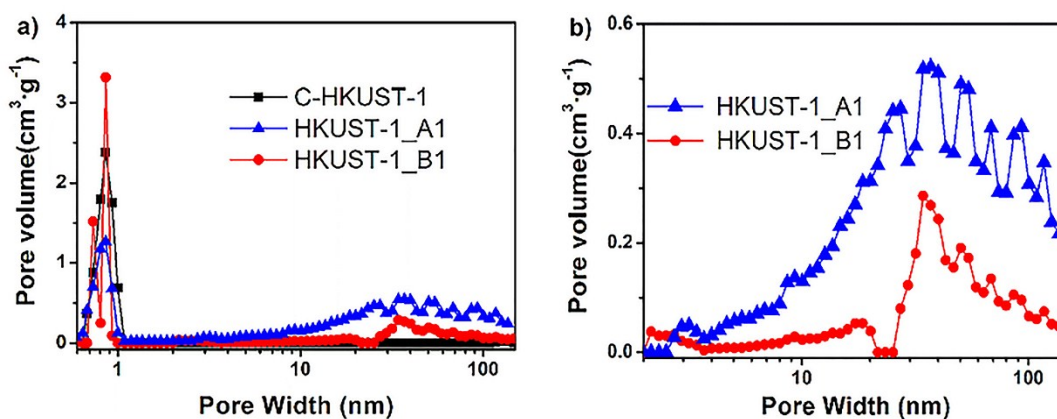 a)
Pore volume(cm³·g⁻¹)
4
3
2
1
0
C-HKUST-1
HKUST-1_A1
HKUST-1_B1
1
10
100
Pore Width (nm)
b)
Pore volume(cm³·g⁻¹)
0.6
0.4
0.2
0.0
HKUST-1_A1
HKUST-1_B1
10
100
Pore Width (nm)